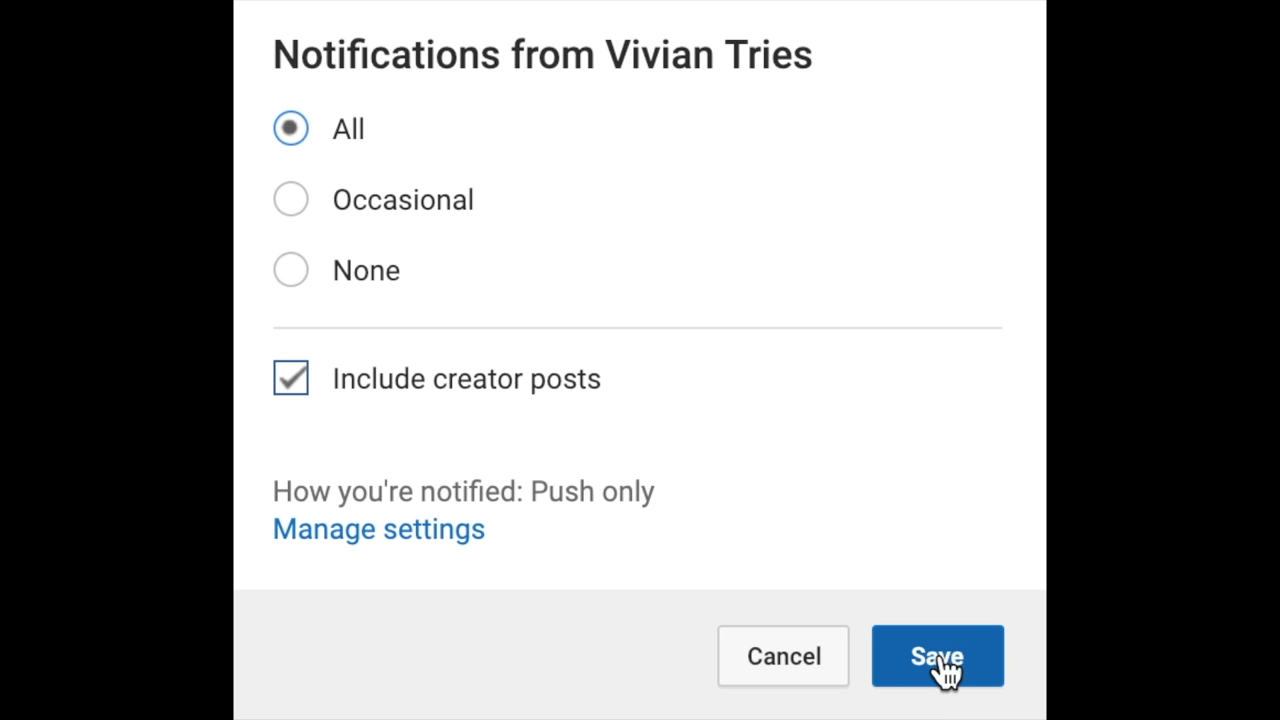 Notifications from Vivian Tries
All
Occasional
None
Include creator posts
How you're notified: Push only
Manage settings
Cancel
Save